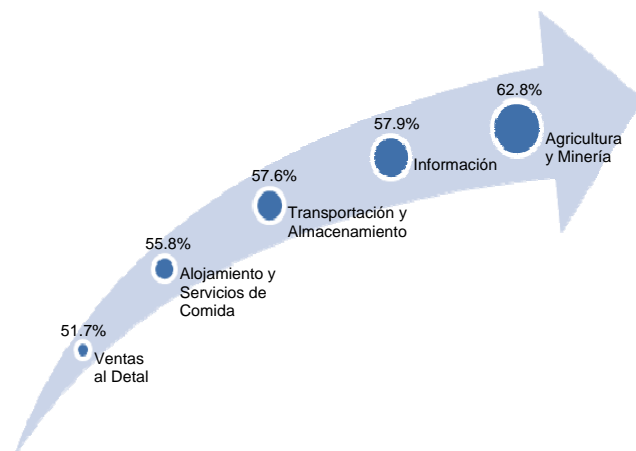 62.8%
Agricultura
y Minería
57.9%
Información
57.6%
Transportación y
Almacenamiento
55.8%
Alojamiento y
Servicios de
Comida
51.7%
Ventas
al Detal